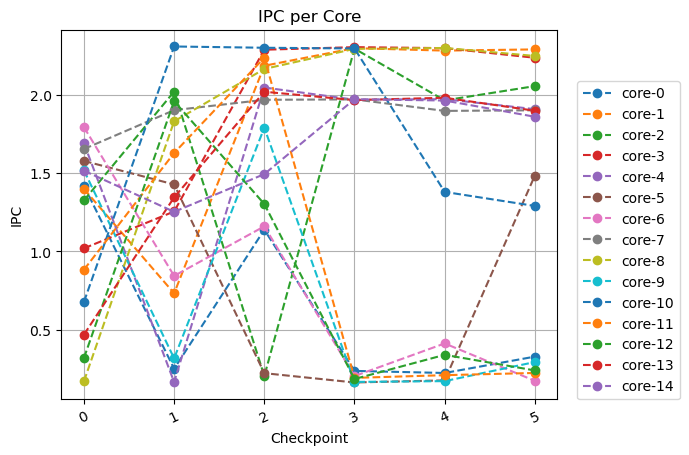 IPC per Core
IPC
2.0
1.5
1.0
0.5
0
1
2
3
4
5
Checkpoint
core-0
core-1
core-2
core-3
core-4
core-5
core-6
core-7
core-8
core-9
core-10
core-11
core-12
core-13
core-14